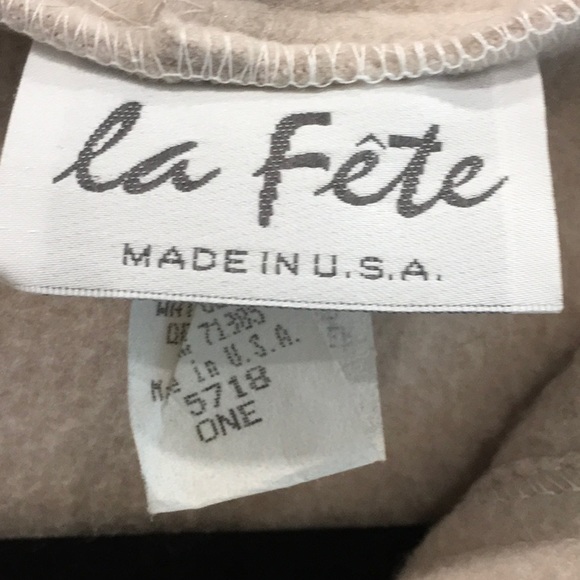 la Fête
MADE IN U.S.A.
71385
in U.S.A.
5718
ONE